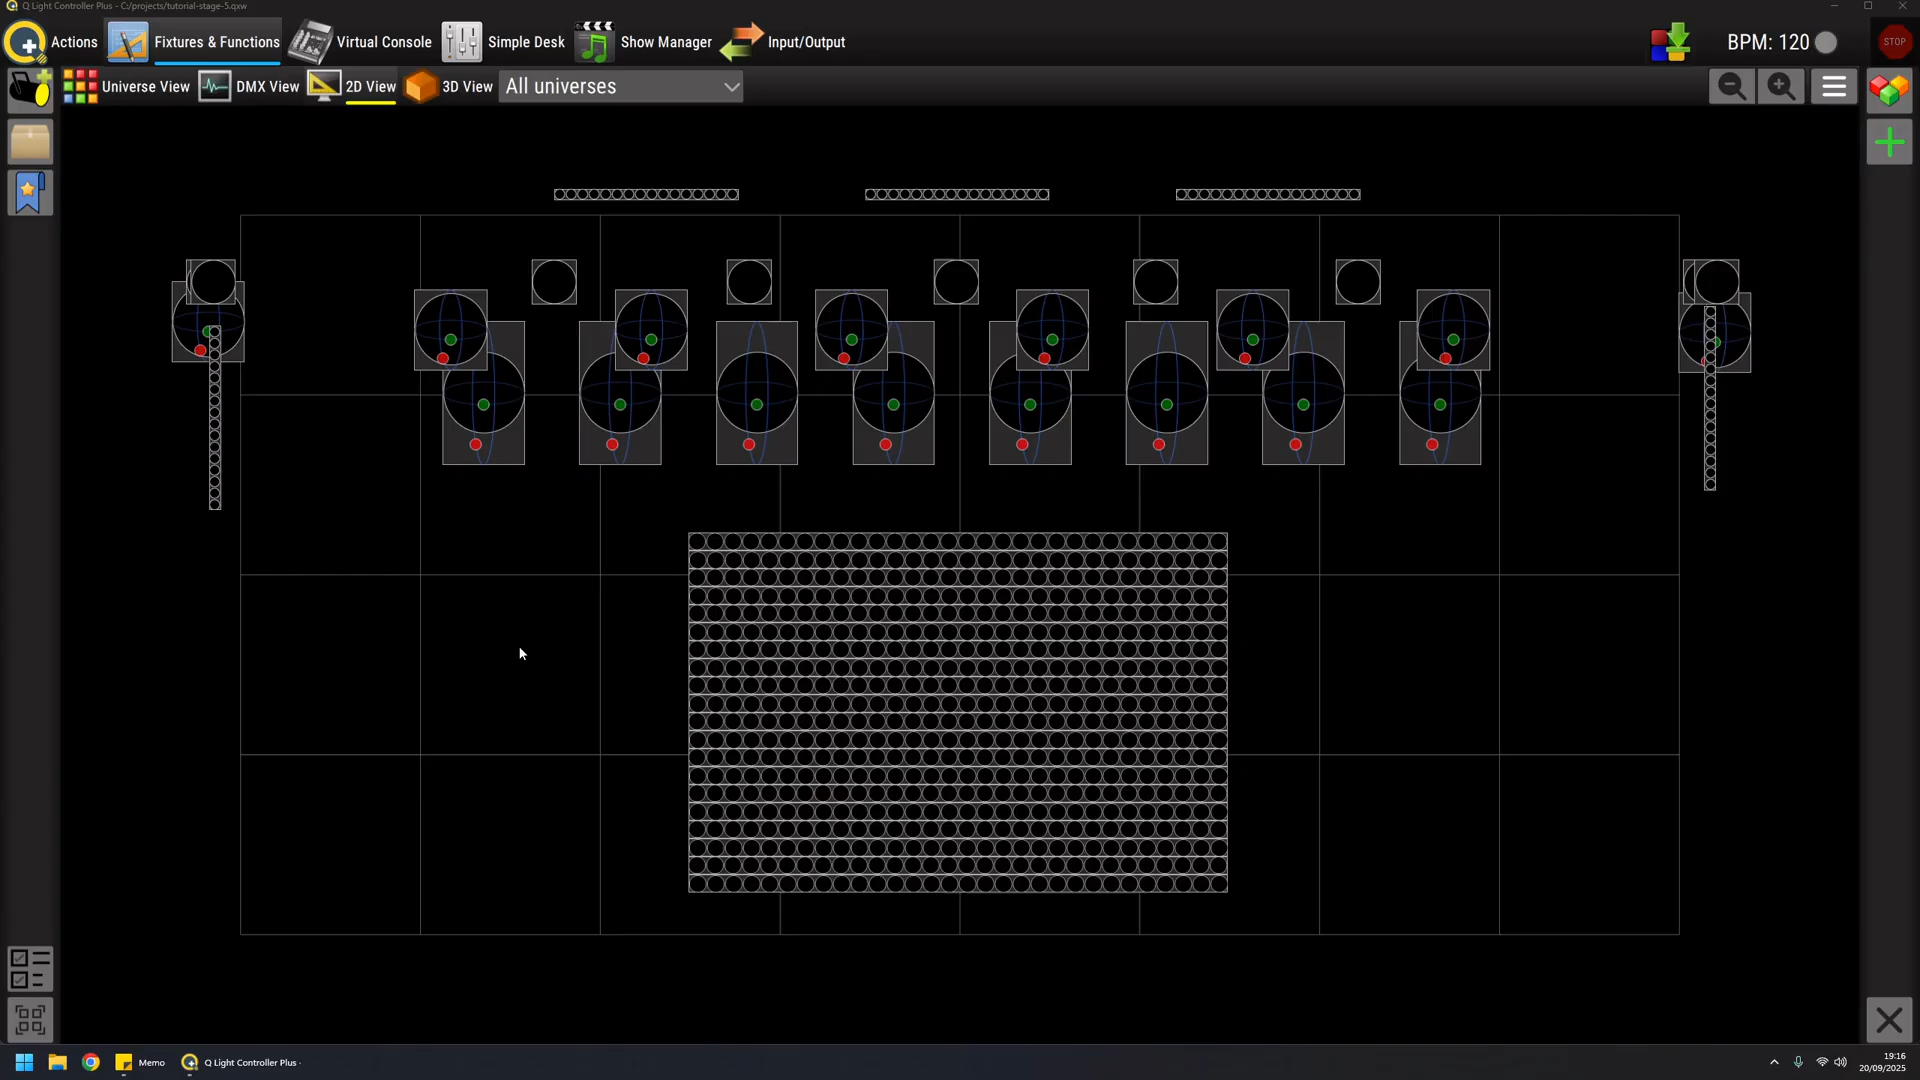 Q Light Controller Plus - C:/projects/tutorial-stage-5.qxw
Actions Fixtures & Functions Virtual Console Simple Desk Show Manager Input/Output BPM: 120 STOP
Universe View DMX View 2D View 3D View All universes
Memo Q Light Controller Plus - 19:16
20/09/2025